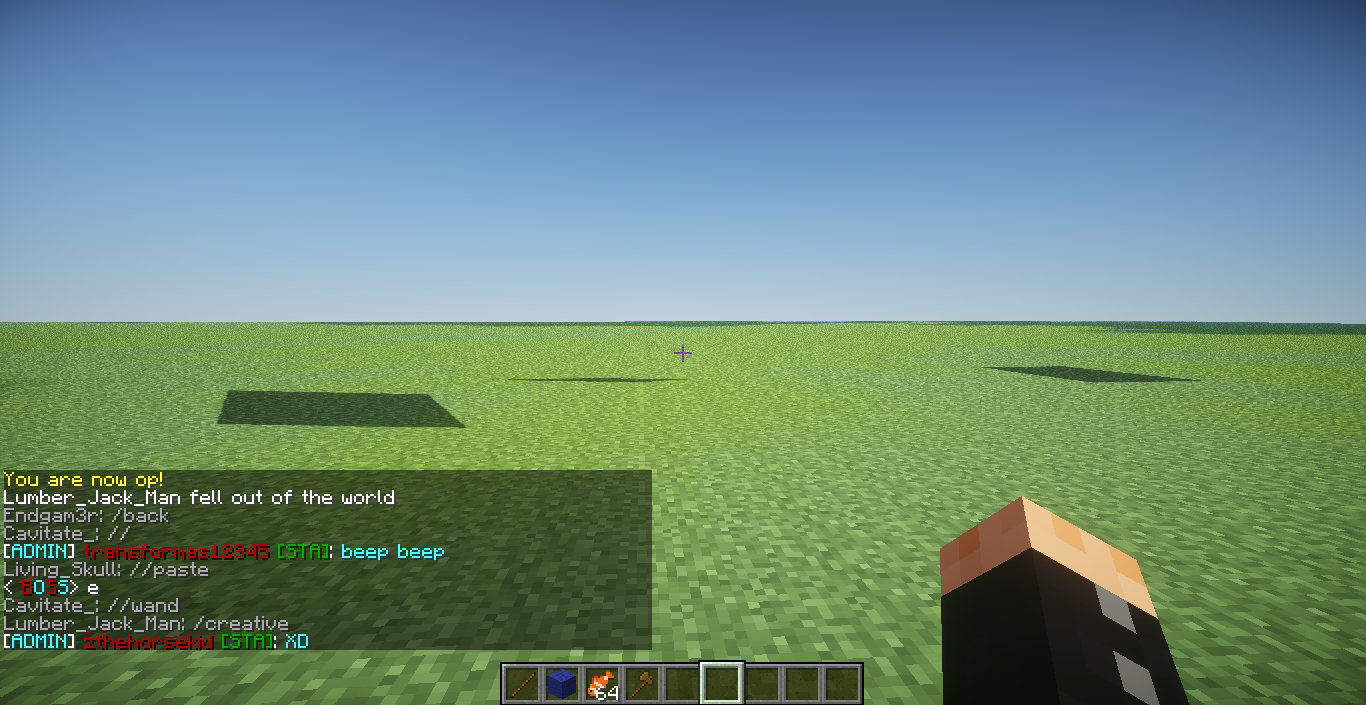 You are now op!
Lumber_Jack_Man fell out of the world
Endgam3r: /back
Cavitate_: //
[ADMIN] transformas12345 [STA]: beep beep
Living_Skull: //paste
< BOSS> e
Cavitate_: //wand
Lumber_Jack_Man: /creative
[ADMIN] zthehorsekid [STA]: XD
64